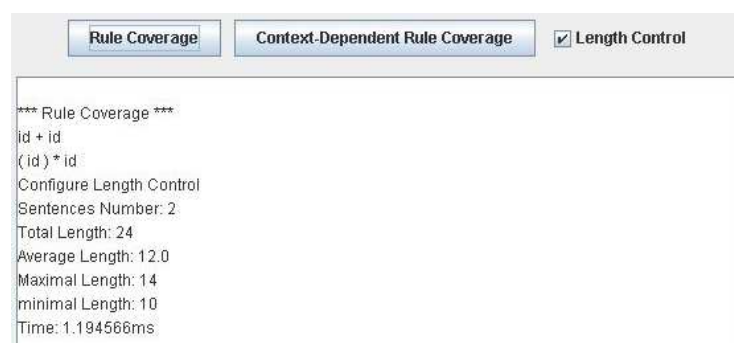 Rule Coverage Context-Dependent Rule Coverage Length Control
*** Rule Coverage ***
id + id
( id ) * id
Configure Length Control
Sentences Number: 2
Total Length: 24
Average Length: 12.0
Maximal Length: 14
minimal Length: 10
Time: 1.194566ms